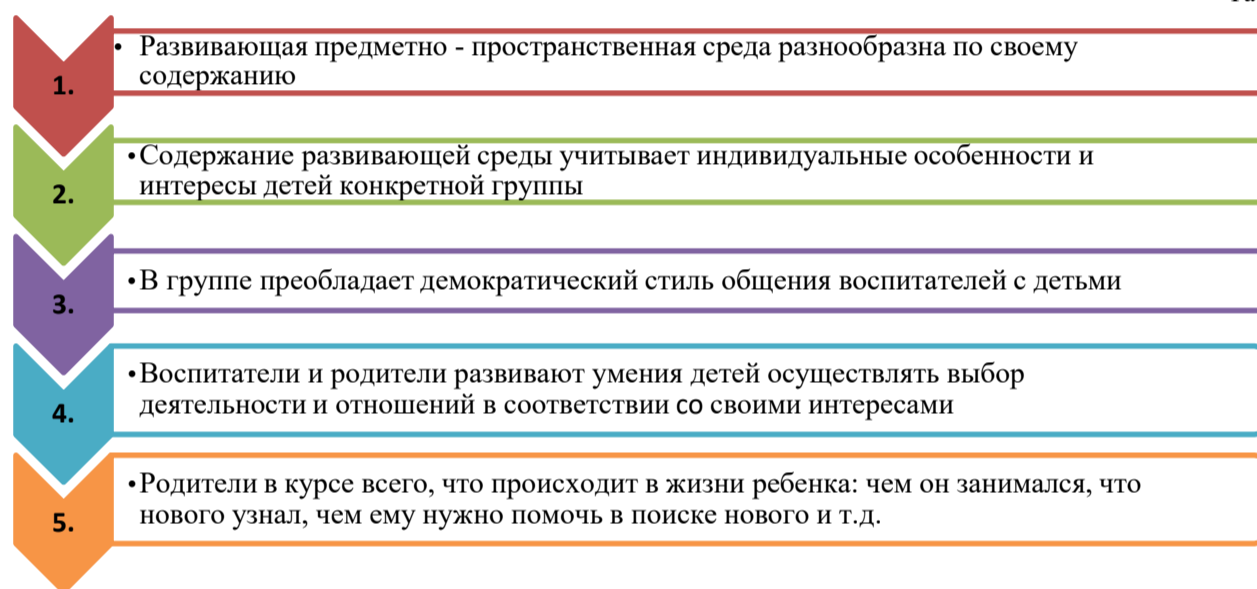 1.
• Развивающая предметно - пространственная среда разнообразна по своему
содержанию
2.
•Содержание развивающей среды учитывает индивидуальные особенности и
интересы детей конкретной группы
3.
•В группе преобладает демократический стиль общения воспитателей с детьми
4.
•Воспитатели и родители развивают умения детей осуществлять выбор
деятельности и отношений в соответствии со своими интересами
5.
•Родители в курсе всего, что происходит в жизни ребенка: чем он занимался, что
нового узнал, чем ему нужно помочь в поиске нового и т.д.